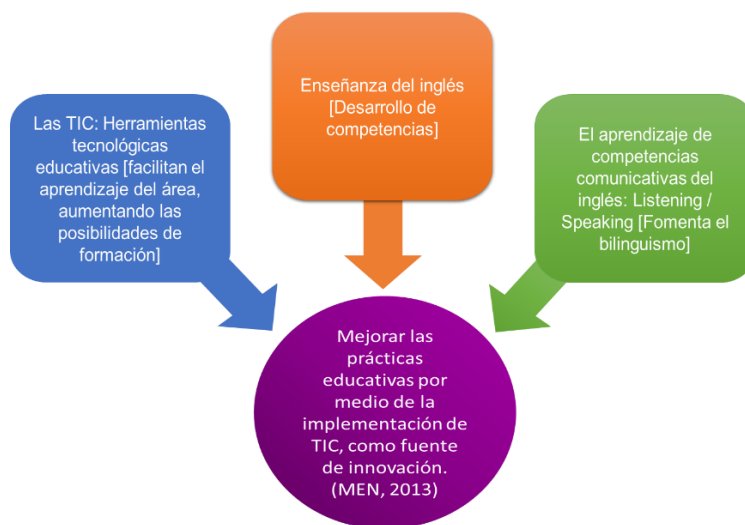 Las TIC: Herramientas
tecnológicas
educativas [facilitan el
aprendizaje del área,
aumentando las
posibilidades de
formación]
Enseñanza del inglés
[Desarrollo de
competencias]
El aprendizaje de
competencias
comunicativas del
inglés: Listening /
Speaking [Fomenta el
bilinguismo]
Mejorar las
prácticas
educativas por
medio de la
implementación de
TIC, como fuente
de innovación.
(MEN, 2013)